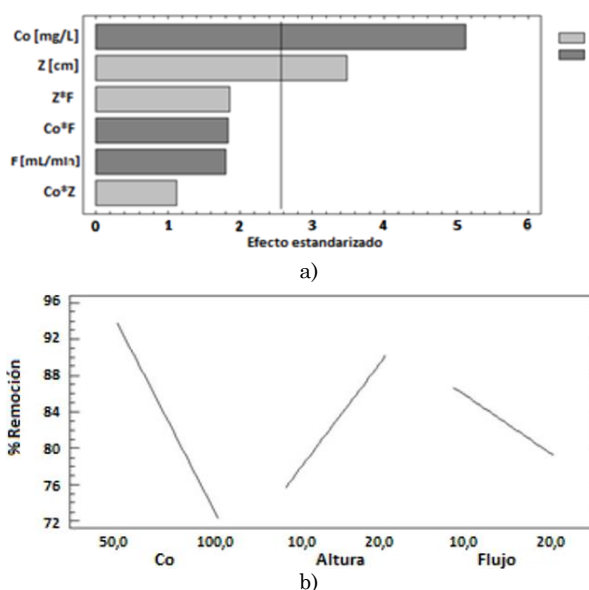 Co [mg/L]
Z [cm]
Z*F
Co*F
F [mL/min]
Co*Z
0 1 2 3 4 5 6
Efecto estandarizado
a)
96
92
88
84
80
76
72
% Remoción
50,0 100,0 10,0 20,0 10,0 20,0
Co Altura Flujo
b)